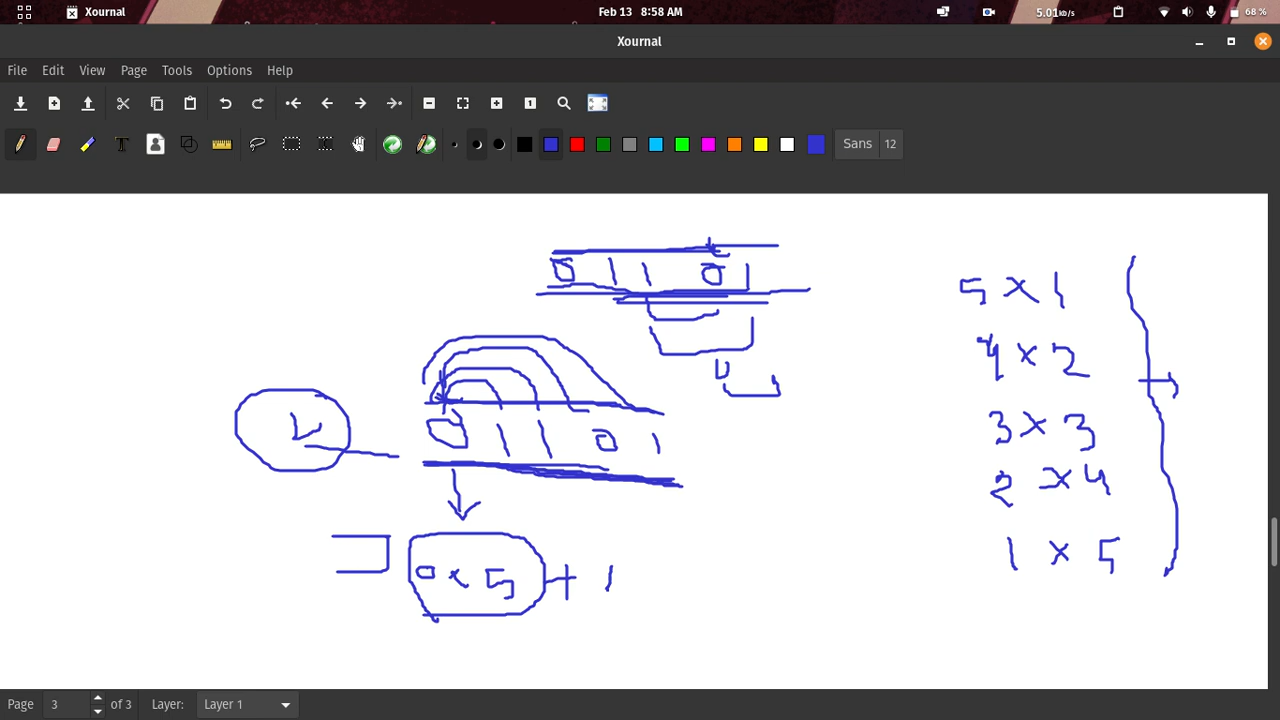 Xournal
Feb 13 8:58 AM
5.01kb/s
68 %
Xournal
File Edit View Page Tools Options Help
Sans 12
0 1 1 0 1
0 1 1 0 1
0 x 5 + 1
5 x 1
4 x 2
3 x 3
2 x 4
1 x 5
Page 3 of 3 Layer: Layer 1